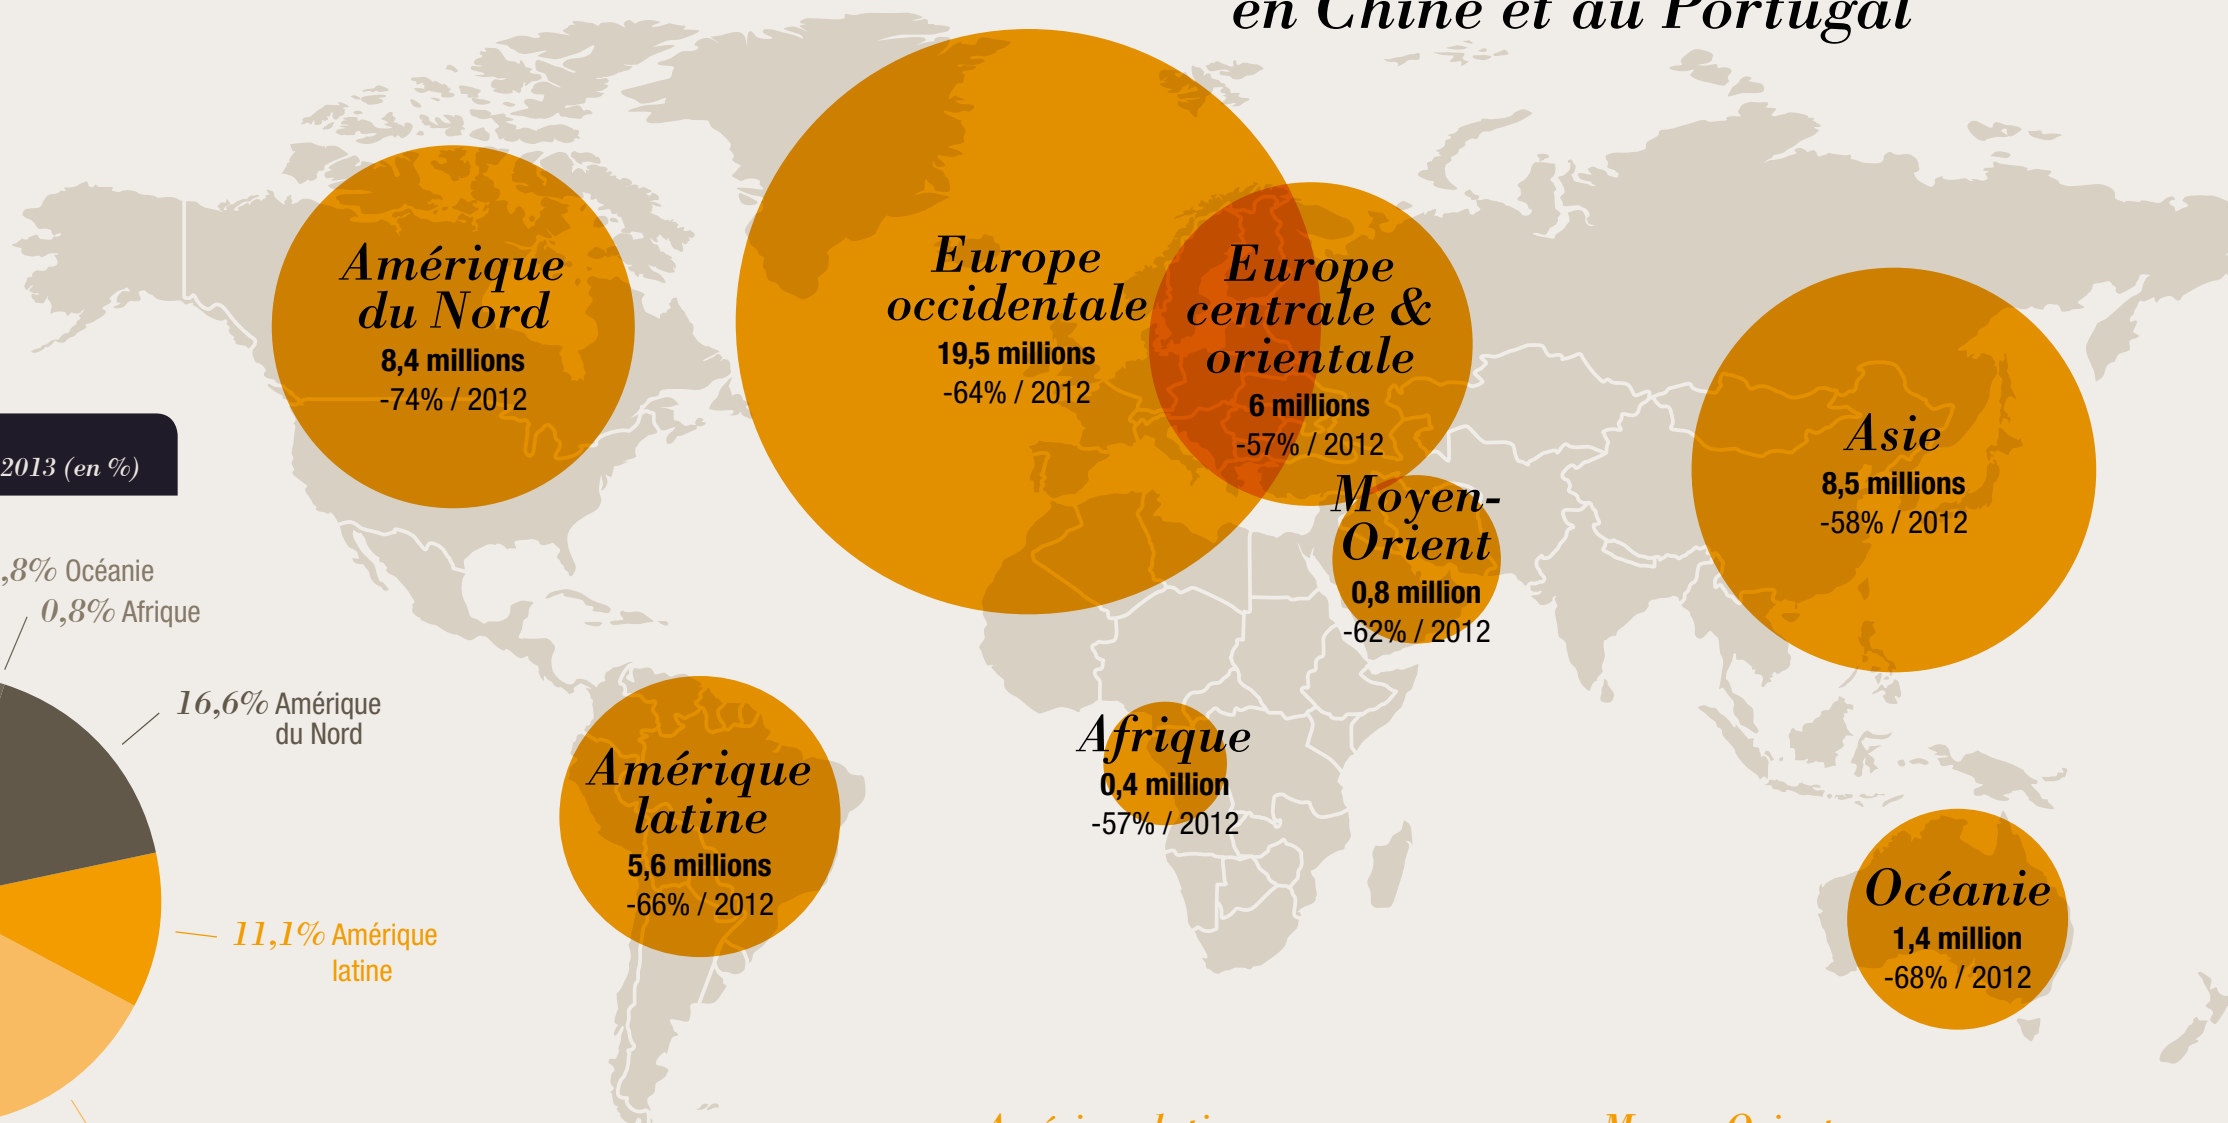 en Chine et au Portugal
Amérique
du Nord
8,4 millions
-74% / 2012
Europe
occidentale
19,5 millions
-64% / 2012
Europe
centrale &
orientale
6 millions
-57% / 2012
Asie
8,5 millions
-58% / 2012
Moyen-
Orient
0,8 million
-62% / 2012
2013 (en %)
,8% Océanie
0,8% Afrique
16,6% Amérique
du Nord
11,1% Amérique
latine
Amérique
latine
5,6 millions
-66% / 2012
Afrique
0,4 million
-57% / 2012
Océanie
1,4 million
-68% / 2012